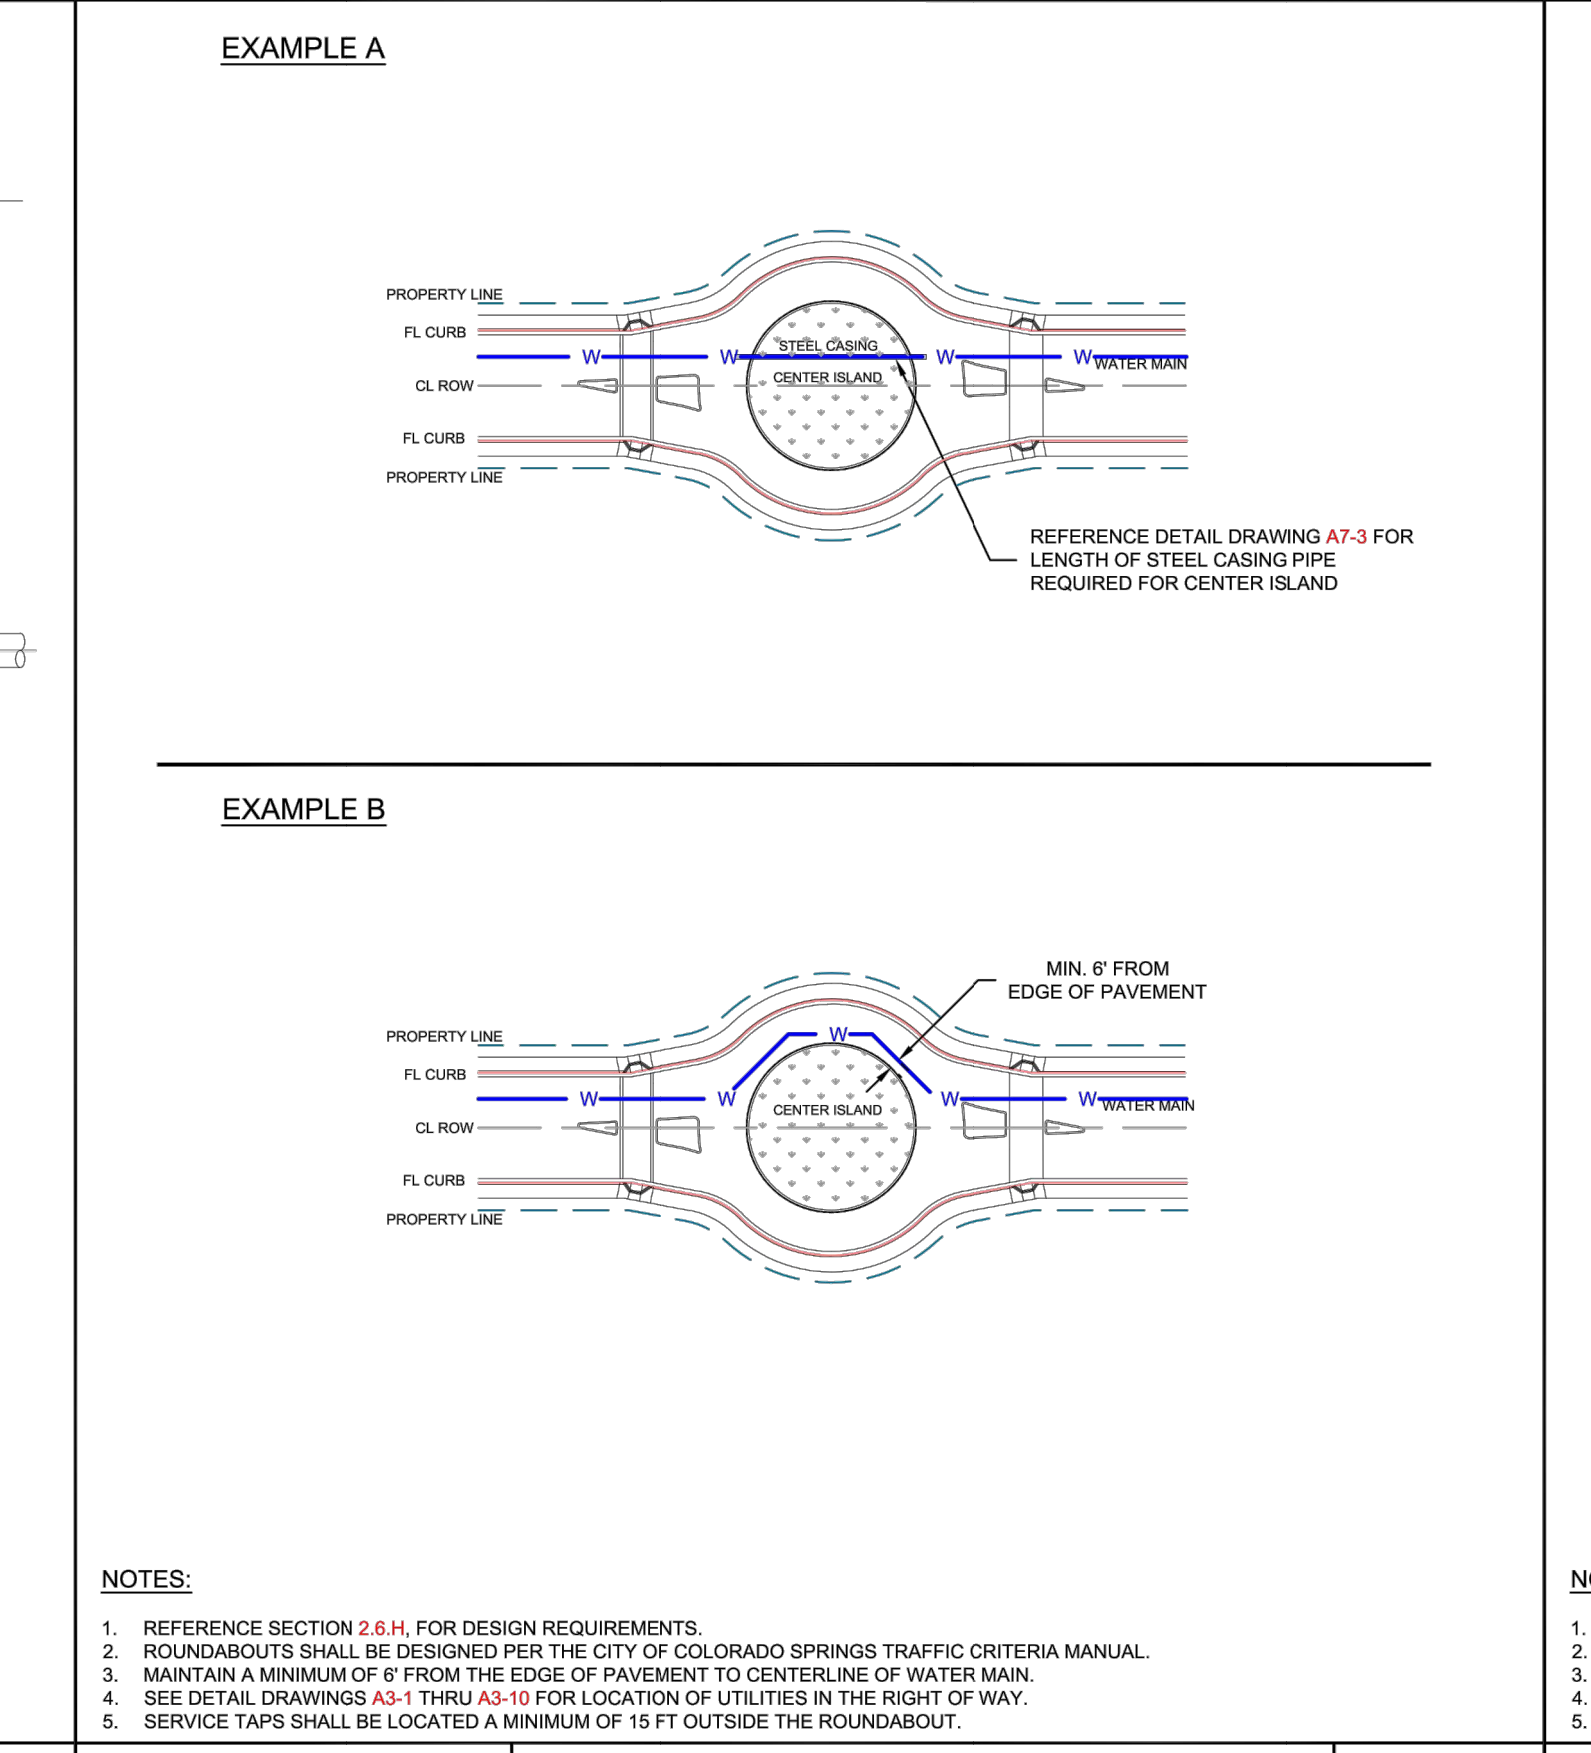 EXAMPLE A
PROPERTY LINE
FL CURB
STEEL CASING
W W W W
WATER MAIN
CENTER ISLAND
CL ROW
FL CURB
PROPERTY LINE
REFERENCE DETAIL DRAWING A7-3 FOR
LENGTH OF STEEL CASING PIPE
REQUIRED FOR CENTER ISLAND
EXAMPLE B
MIN. 6' FROM
EDGE OF PAVEMENT
PROPERTY LINE
W
FL CURB
W W W W
WATER MAIN
CENTER ISLAND
CL ROW
FL CURB
PROPERTY LINE
NOTES:
1. REFERENCE SECTION 2.6.H, FOR DESIGN REQUIREMENTS.
2. ROUNDABOUTS SHALL BE DESIGNED PER THE CITY OF COLORADO SPRINGS TRAFFIC CRITERIA MANUAL.
3. MAINTAIN A MINIMUM OF 6' FROM THE EDGE OF PAVEMENT TO CENTERLINE OF WATER MAIN.
4. SEE DETAIL DRAWINGS A3-1 THRU A3-10 FOR LOCATION OF UTILITIES IN THE RIGHT OF WAY.
5. SERVICE TAPS SHALL BE LOCATED A MINIMUM OF 15 FT OUTSIDE THE ROUNDABOUT.
1.
2.
3.
4.
5.